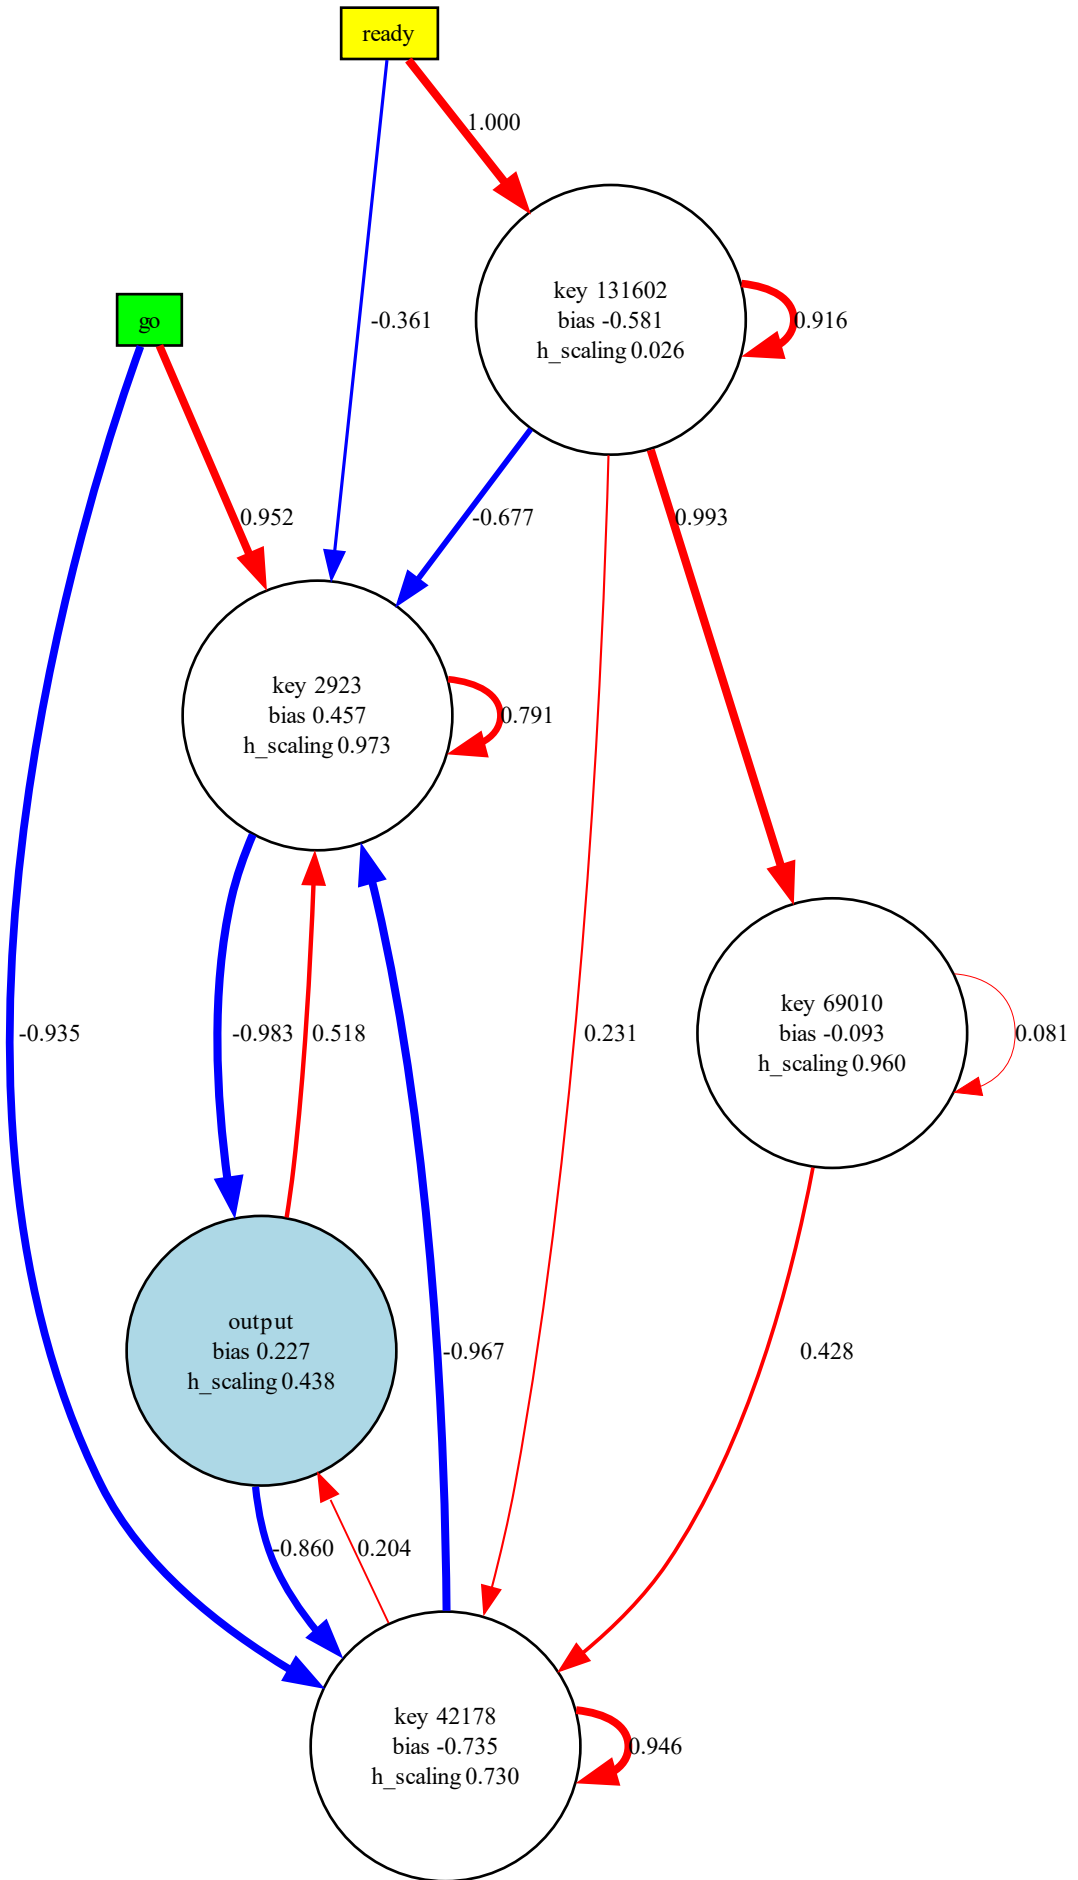 ready
1.000
key 131602
bias -0.581
h_scaling 0.026
0.916
go
-0.361
0.952
-0.677
0.993
key 2923
bias 0.457
h_scaling 0.973
0.791
key 69010
bias -0.093
h_scaling 0.960
0.081
-0.935
-0.983
0.518
0.231
output
bias 0.227
h_scaling 0.438
-0.967
0.428
-0.860
0.204
key 42178
bias -0.735
h_scaling 0.730
0.946